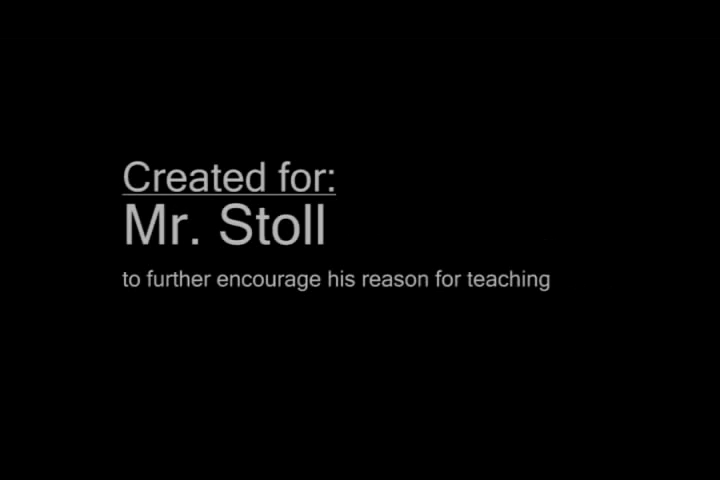 Created for:
Mr. Stoll
to further encourage his reason for teaching